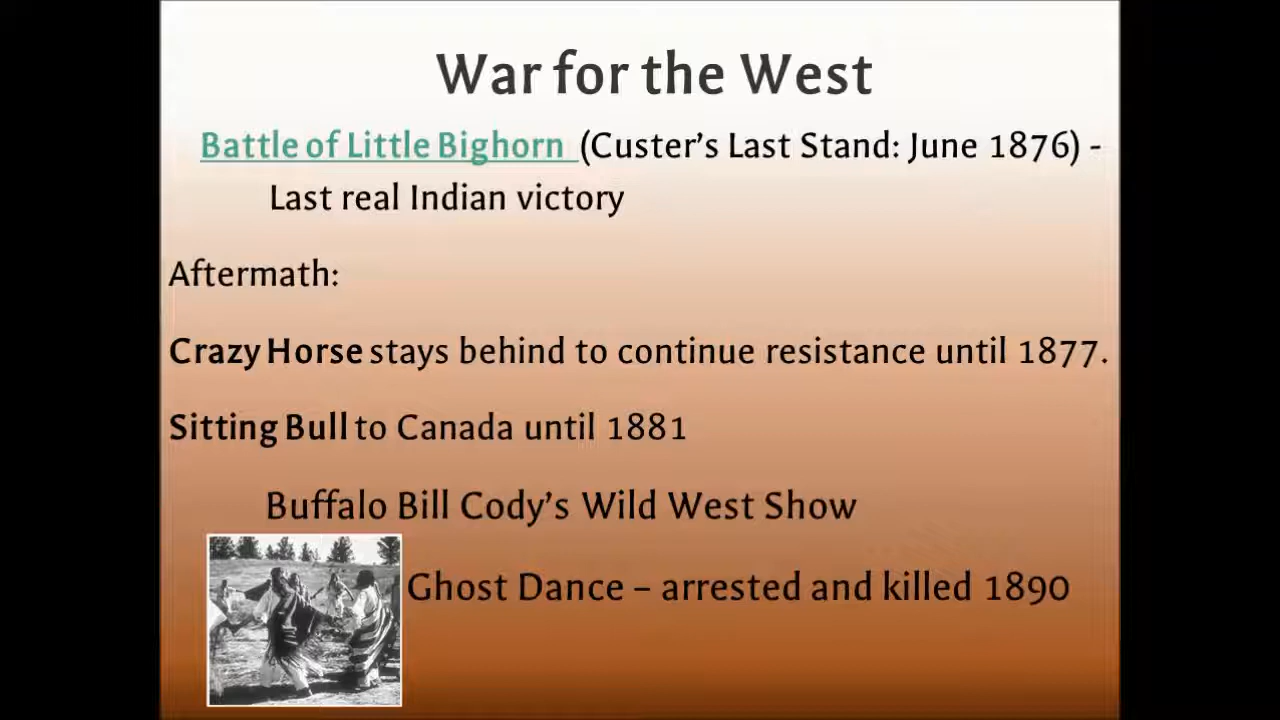 War for the West
Battle of Little Bighorn (Custer’s Last Stand: June 1876) -
Last real Indian victory
Aftermath:
Crazy Horse stays behind to continue resistance until 1877.
Sitting Bull to Canada until 1881
Buffalo Bill Cody’s Wild West Show
Ghost Dance – arrested and killed 1890